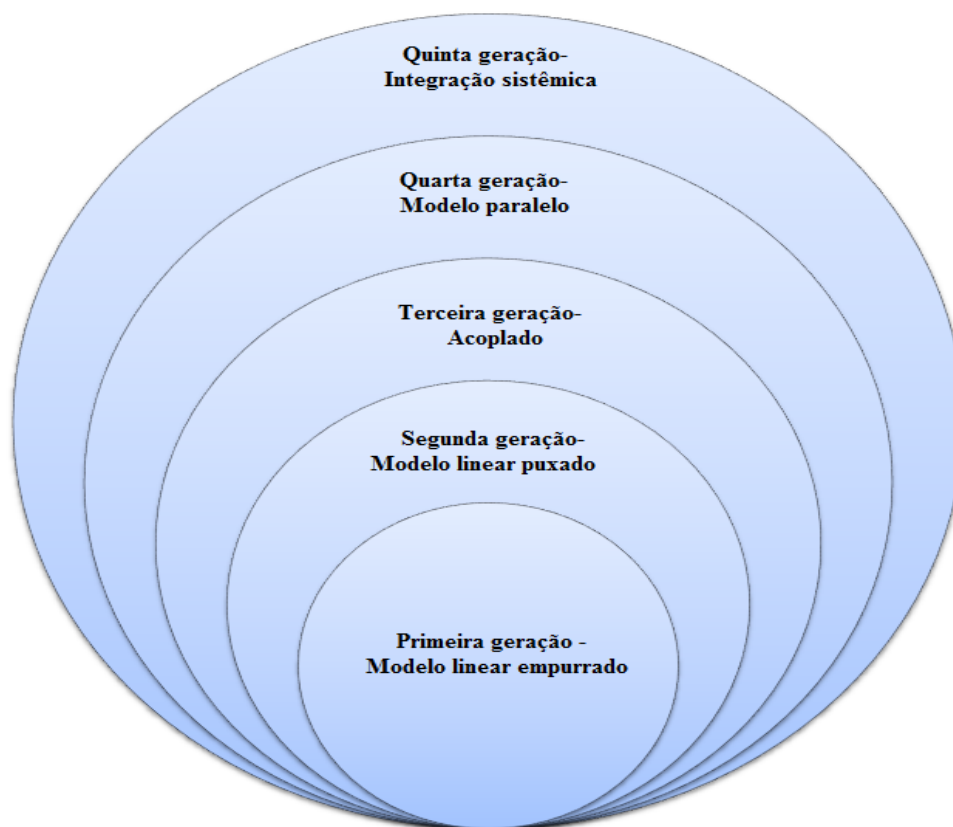 Quinta geração-
Integração sistêmica
Quarta geração-
Modelo paralelo
Terceira geração-
Acoplado
Segunda geração-
Modelo linear puxado
Primeira geração -
Modelo linear empurrado